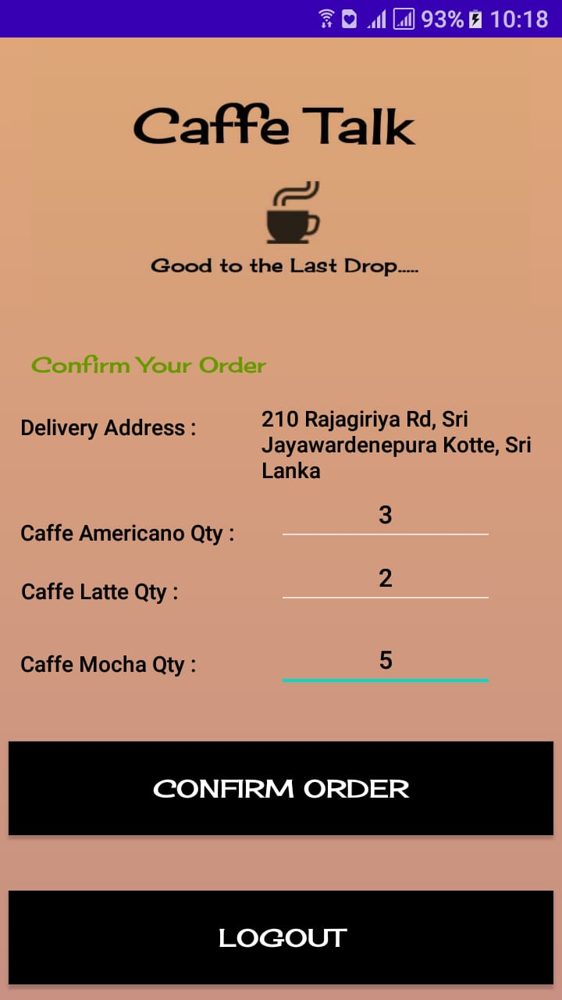 93% 10:18
Caffe Talk
Good to the Last Drop.....
Confirm Your Order
Delivery Address :
210 Rajagiriya Rd, Sri
Jayawardenepura Kotte, Sri
Lanka
Caffe Americano Qty :
3
Caffe Latte Qty :
2
Caffe Mocha Qty :
5
CONFIRM ORDER
LOGOUT